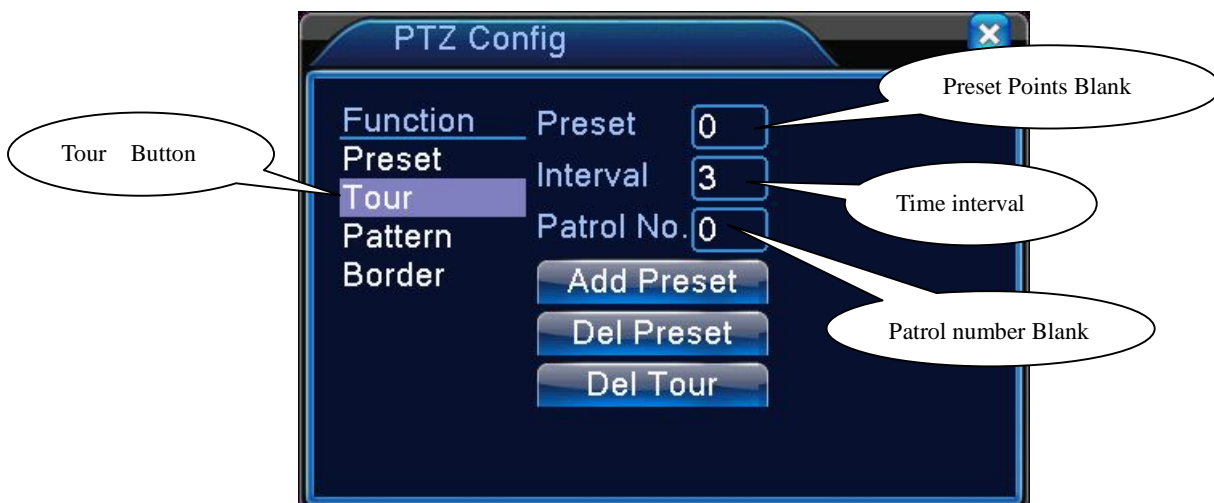 PTZ Config
Preset Points Blank
Function
Preset
0
Tour Button
Preset
Interval
3
Tour
Time interval
Pattern
Patrol No.
0
Border
Add Preset
Del Preset
Patrol number Blank
Del Tour